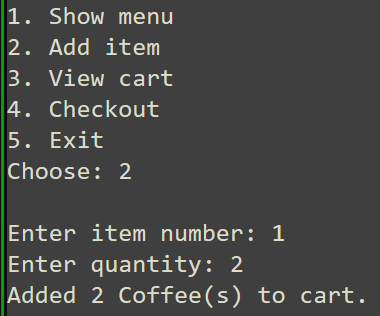 1. Show menu
2. Add item
3. View cart
4. Checkout
5. Exit
Choose: 2

Enter item number: 1
Enter quantity: 2
Added 2 Coffee(s) to cart.